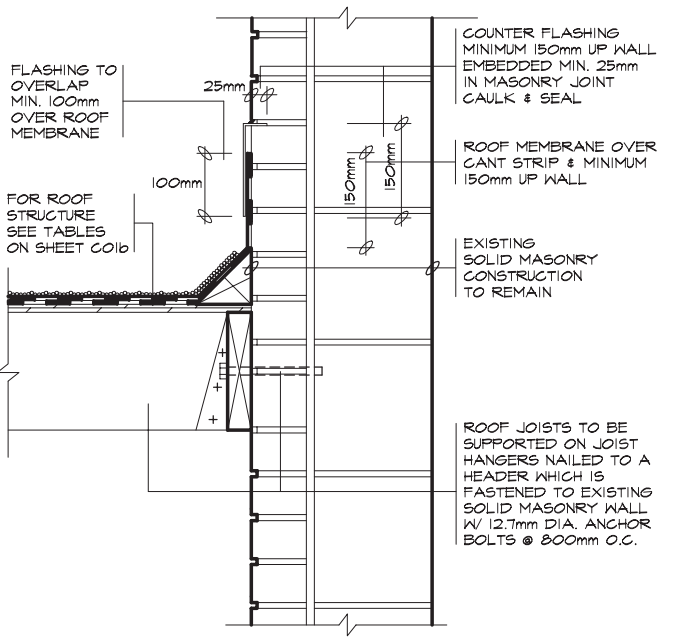 COUNTER FLASHING
MINIMUM 150mm UP WALL
EMBEDDED MIN. 25mm
IN MASONRY JOINT
CAULK & SEAL
FLASHING TO
OVERLAP
MIN. 100mm
OVER ROOF
MEMBRANE
25mm
100mm
150mm
150mm
ROOF MEMBRANE OVER
CANT STRIP & MINIMUM
150mm UP WALL
FOR ROOF
STRUCTURE
SEE TABLES
ON SHEET C01b
EXISTING
SOLID MASONRY
CONSTRUCTION
TO REMAIN
ROOF JOISTS TO BE
SUPPORTED ON JOIST
HANGERS NAILED TO A
HEADER WHICH IS
FASTENED TO EXISTING
SOLID MASONRY WALL
W/ 12.7mm DIA. ANCHOR
BOLTS @ 800mm O.C.